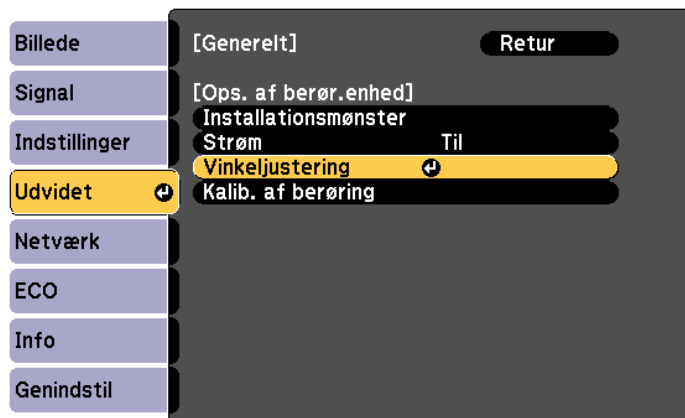 Billede
Signal
Indstillinger
Udvidet
Netværk
ECO
Info
Genindstil
[Generelt] Retur
[Ops. af berør.enhed]
Installationsmønster
Strøm Til
Vinkeljustering
Kalib. af berøring